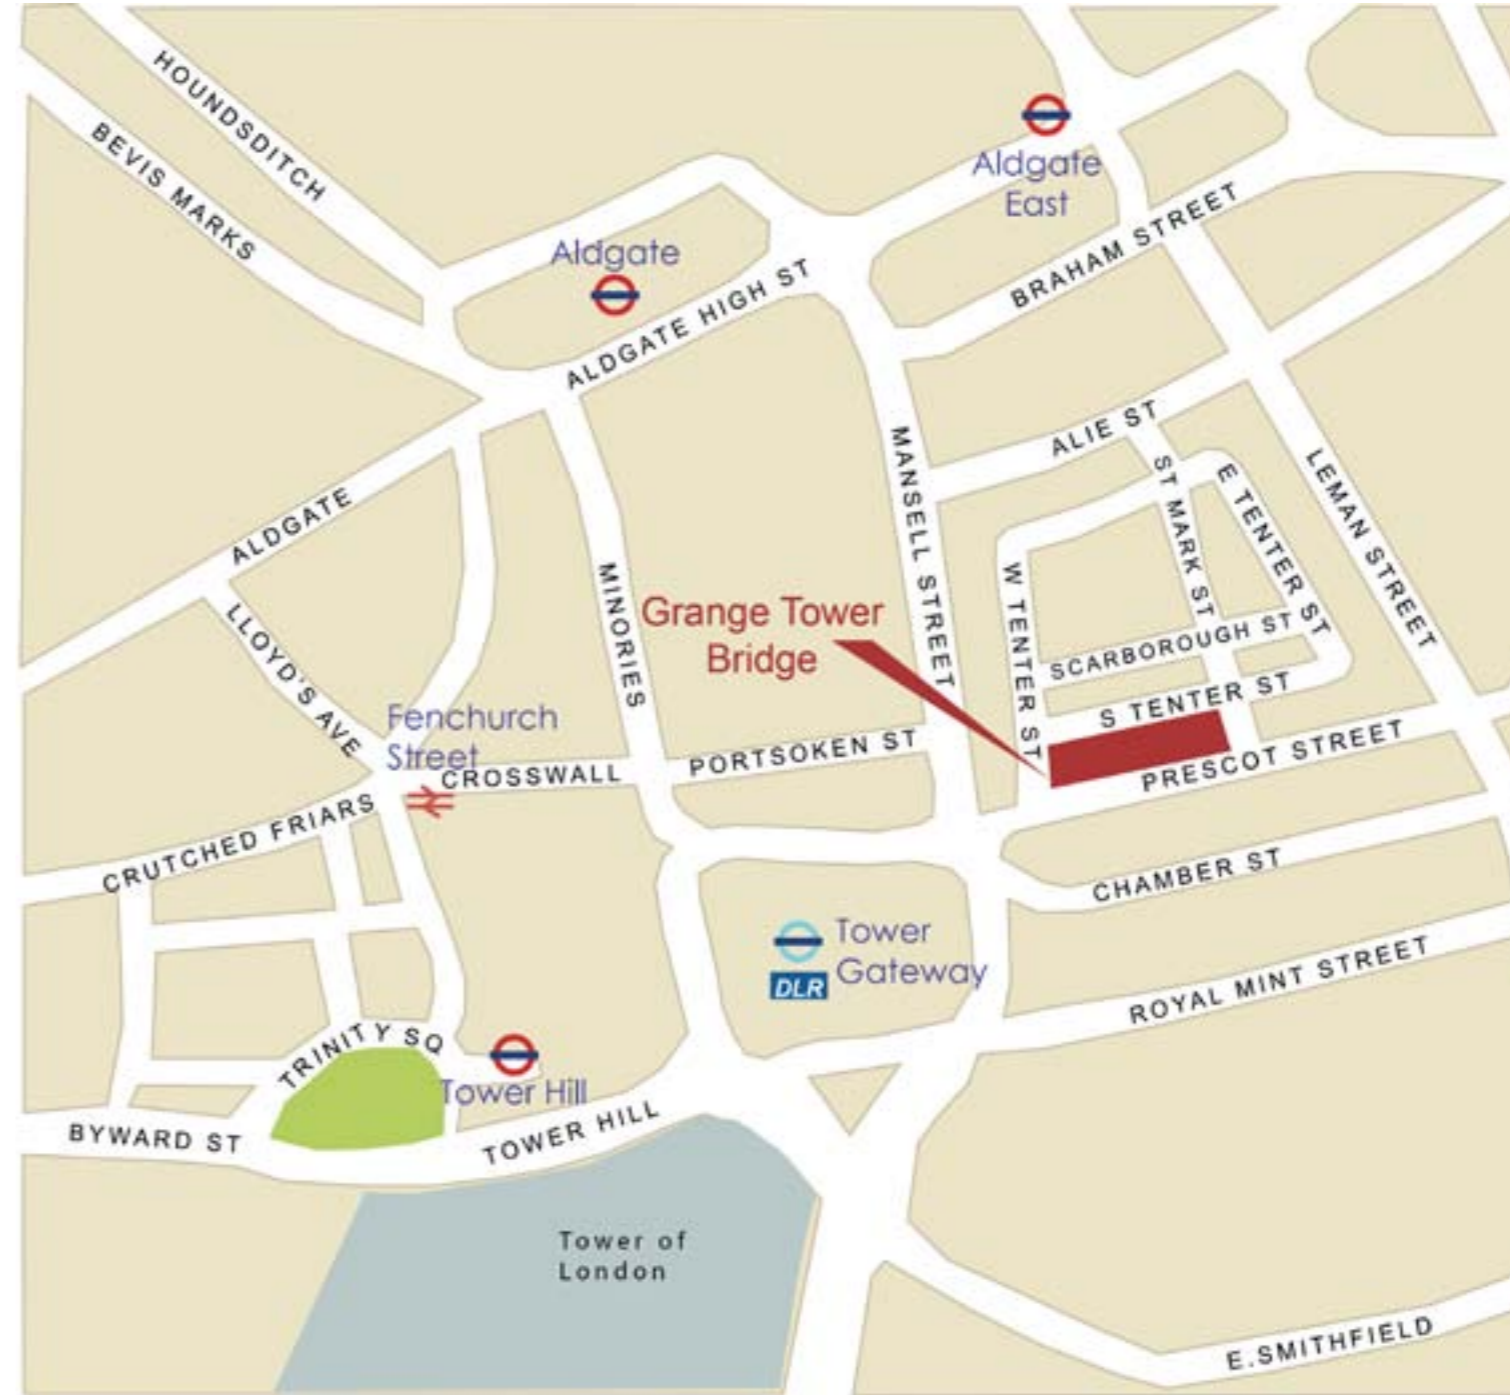 HOUNDSDITCH
BEVIS MARKS
Aldgate
East
Aldgate
BRAHAM STREET
ALDGATE HIGH ST
ALIE ST
MANSELL STREET
ST MARK ST
E TENTER ST
LEMAN STREET
ALDGATE
LLOYD'S AVE
MINORIES
W TENTER ST
Grange Tower
Bridge
SCARBOROUGH ST
S TENTER ST
Fenchurch
Street
CROSSWALL
PORTSOKEN ST
PRESCOT STREET
CRUTCHED FRIARS
CHAMBER ST
Tower
Gateway
DLR
ROYAL MINT STREET
TRINITY SQ
Tower Hill
BYWARD ST
TOWER HILL
Tower of
London
E.SMITHFIELD